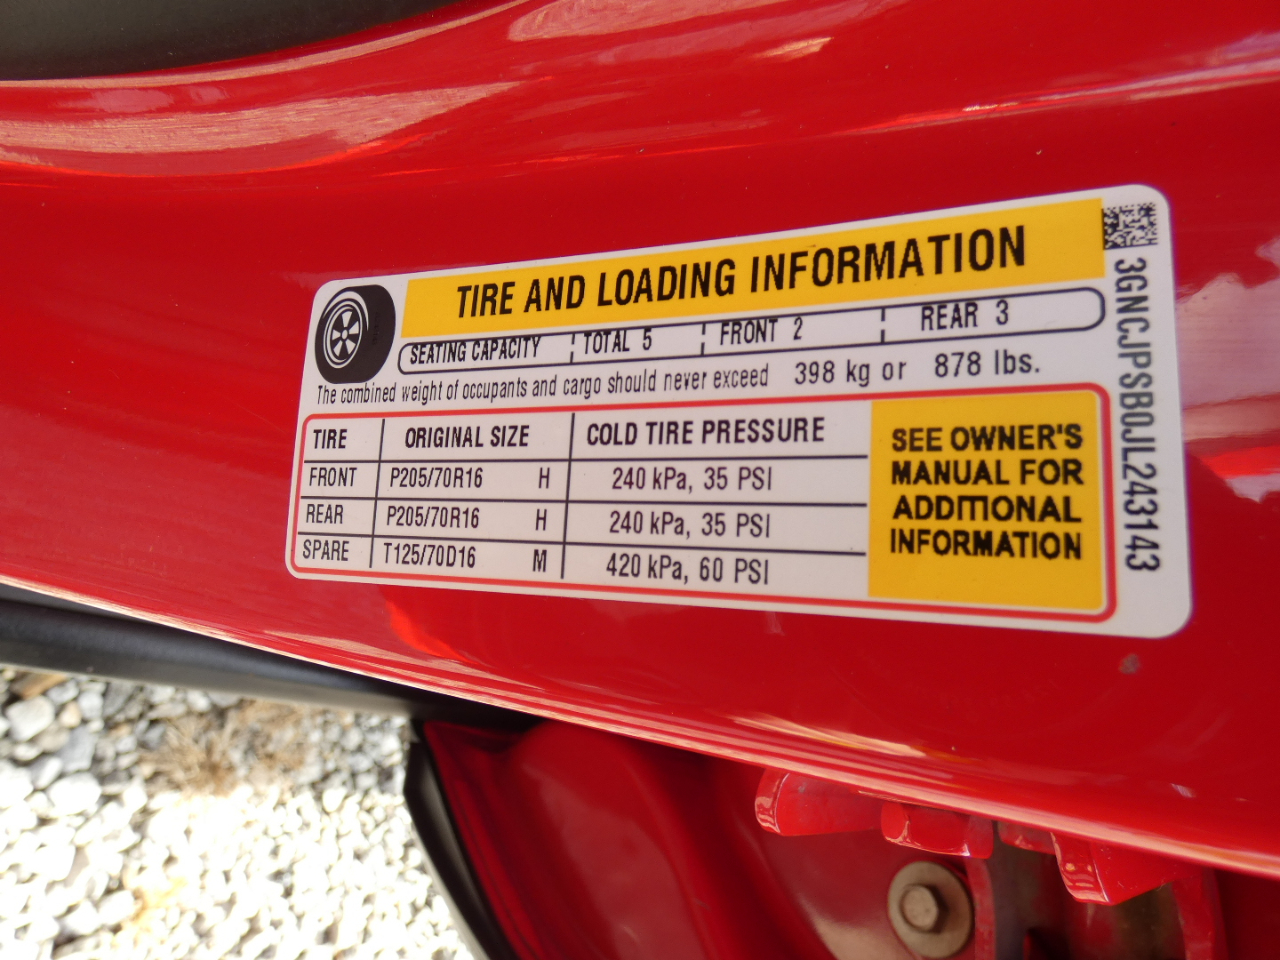 TIRE AND LOADING INFORMATION
SEATING CAPACITY TOTAL 5 FRONT 2 REAR 3
The combined weight of occupants and cargo should never exceed 398 kg or 878 lbs.
TIRE ORIGINAL SIZE COLD TIRE PRESSURE
FRONT P205/70R16 H 240 kPa, 35 PSI
REAR P205/70R16 H 240 kPa, 35 PSI
SPARE T125/70D16 M 420 kPa, 60 PSI
SEE OWNER'S
MANUAL FOR
ADDITIONAL
INFORMATION
3GNCJPSB0JL243143